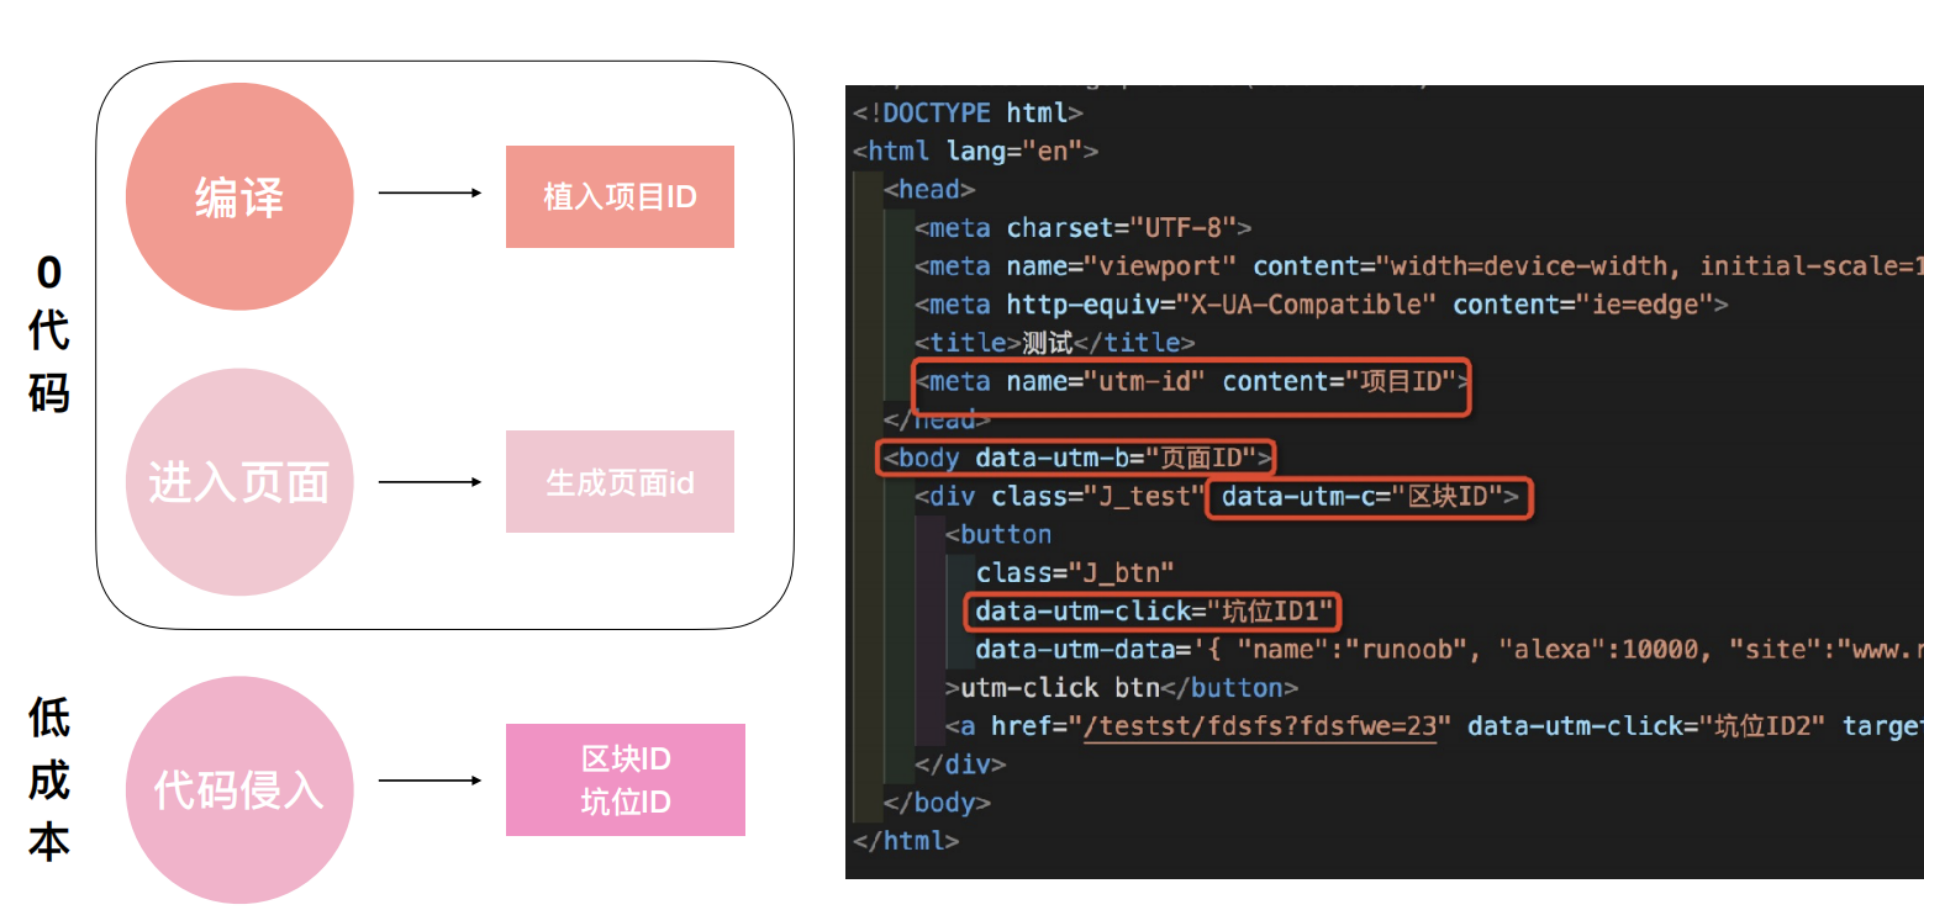 0代码
编译
植入项目ID
进入页面
生成页面id
低成本
代码侵入
区块ID
坑位ID
<!DOCTYPE html>
<html lang="en">
<head>
<meta charset="UTF-8">
<meta name="viewport" content="width=device-width, initial-scale=1
<meta http-equiv="X-UA-Compatible" content="ie=edge">
<title>测试</title>
<meta name="utm-id" content="项目ID">
</head>
<body data-utm-b="页面ID">
<div class="J_test" data-utm-c="区块ID">
<button
class="J_btn"
data-utm-click="坑位ID1"
data-utm-data='{ "name":"runoob", "alexa":10000, "site":"www.r
>utm-click btn</button>
<a href="/testst/fdsfs?fdsfwe=23" data-utm-click="坑位ID2" target
</div>
</body>
</html>